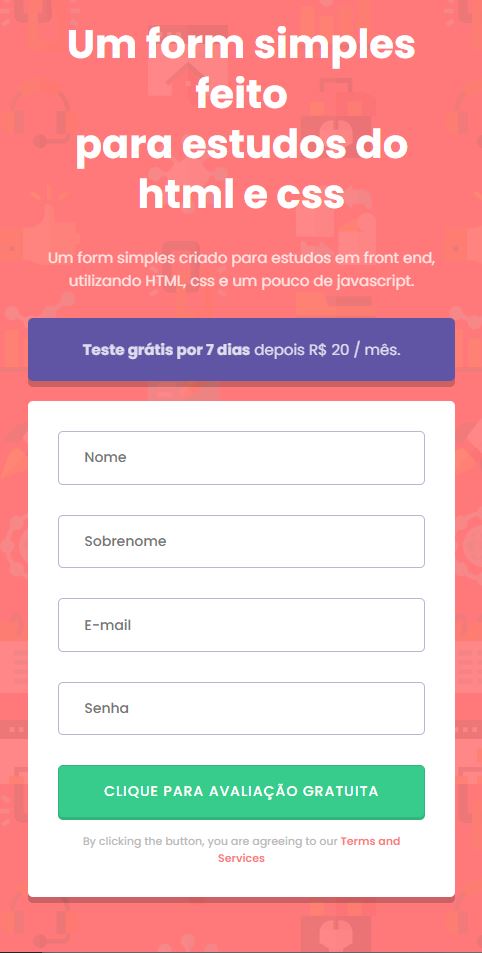 Um form simples
feito
para estudos do
html e css
Um form simples criado para estudos em front end,
utilizando HTML, css e um pouco de javascript.
Teste grátis por 7 dias depois R$ 20 / mês.
Nome
Sobrenome
E-mail
Senha
CLIQUE PARA AVALIAÇÃO GRATUITA
By clicking the button, you are agreeing to our Terms and
Services